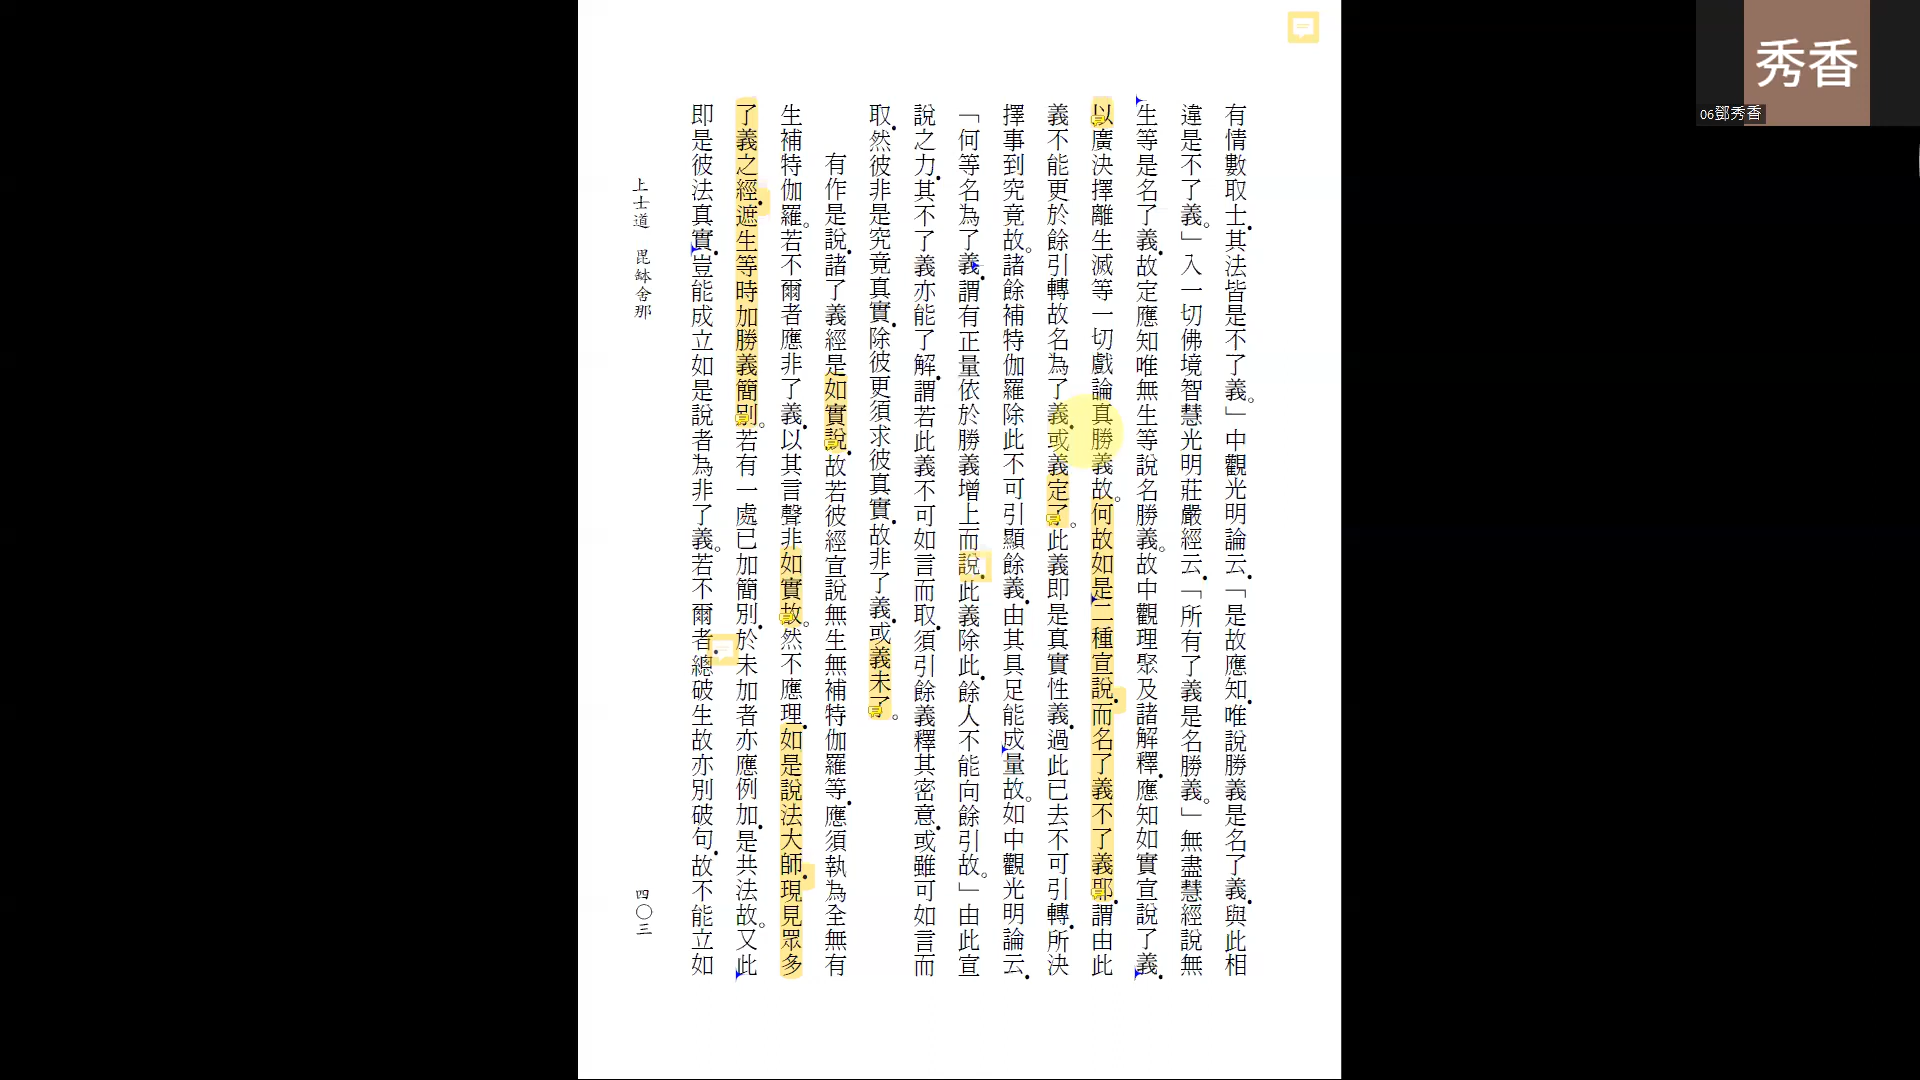 有情數取士，其法皆是不了義。」中觀光明論云，「是故應知，唯說勝義是名了義，與此相
違是不了義。」入一切佛境智慧光明莊嚴經云，「所有了義是名勝義。」無盡慧經說無
生等是名了義，故定應知唯無生等說名勝義。故中觀理聚及諸解釋，應知如實宣說了義，
以廣決擇離生滅等一切戲論真勝義故。何故如是二種宣說，而名了義不了義耶，謂由此
義不能更於餘引轉故名為了義，或義定了。此義即是真實性義，過此已去不可引轉，所決
擇事到究竟故。諸餘補特伽羅除此不可引顯餘義，由其具足能成量故。如中觀光明論云，
「何等名為了義，謂有正量依於勝義增上而說，此義除此，餘人不能向餘引故。」由此宣
說之力，其不了義亦能了解，謂若此義不可如言而取，須引餘義釋其密意，或雖可如言而
取，然彼非是究竟真實，除彼更須求彼真實，故非了義，或義未了。
有作是說，諸了義經是如實說，故若彼經宣說無生無補特伽羅等，應須執為全無有
生補特伽羅。若不爾者應非了義，以其言聲非如實故。然不應理，如是說法大師，現見眾多
了義之經，遮生等時加勝義簡別。若有一處已加簡別，於未加者亦應例加，是共法故。又此
即是彼法真實，豈能成立如是說者為非了義。若不爾者，總破生故亦別破句，故不能立如
上士道 毘缽舍那
四〇三
秀香
06鄧秀香